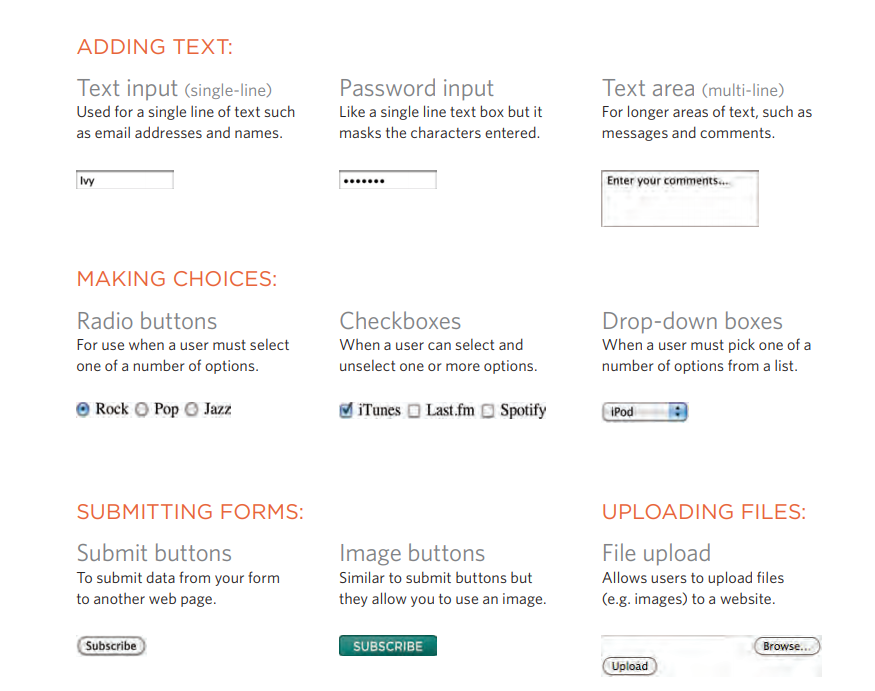 ADDING TEXT:
Text input (single-line)
Used for a single line of text such
as email addresses and names.
Ivy
Password input
Like a single line text box but it
masks the characters entered.
•••••••
Text area (multi-line)
For longer areas of text, such as
messages and comments.
Enter your comments...
MAKING CHOICES:
Radio buttons
For use when a user must select
one of a number of options.
Rock Pop Jazz
Checkboxes
When a user can select and
unselect one or more options.
iTunes Last.fm Spotify
Drop-down boxes
When a user must pick one of a
number of options from a list.
iPod
SUBMITTING FORMS:
Submit buttons
To submit data from your form
to another web page.
Subscribe
Image buttons
Similar to submit buttons but
they allow you to use an image.
SUBSCRIBE
UPLOADING FILES:
File upload
Allows users to upload files
(e.g. images) to a website.
Browse...
Upload